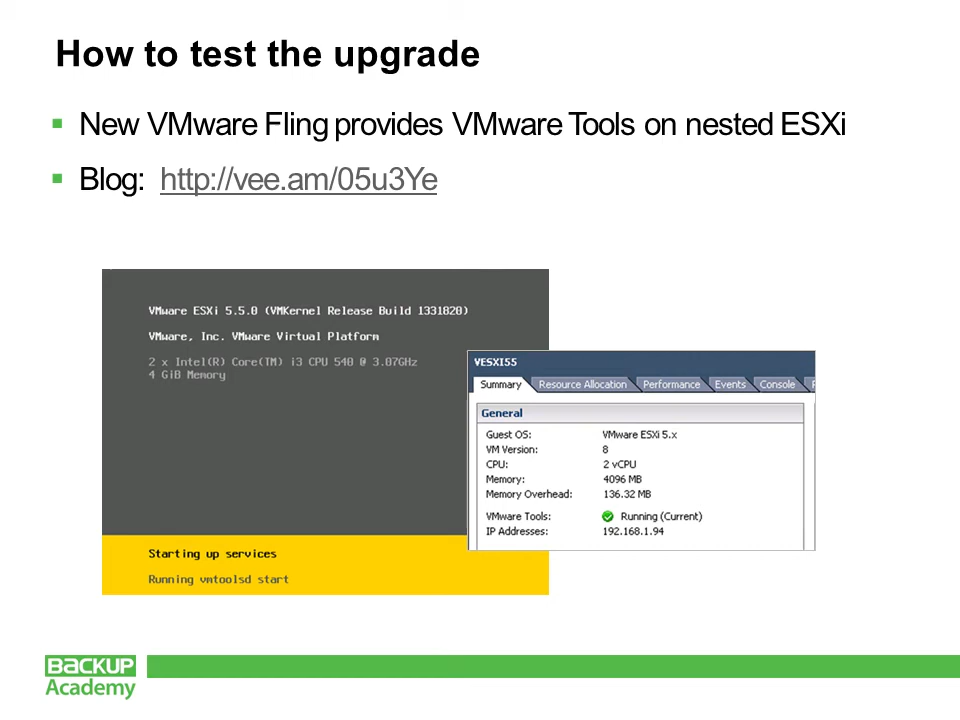 How to test the upgrade
New VMware Fling provides VMware Tools on nested ESXi
Blog: http://vee.am/05u3Ye
VMware ESXi 5.5.0 (VMKernel Release Build 1331820)
VMware, Inc. VMware Virtual Platform
2 x Intel(R) Core(TM) i3 CPU 540 @ 3.07GHz
4 GiB Memory
Starting up services
Running vmtoolsd start
VESXI55
Summary Resource Allocation Performance Events Console
General
Guest OS: VMware ESXi 5.x
VM Version: 8
CPU: 2 vCPU
Memory: 4096 MB
Memory Overhead: 136.32 MB
VMware Tools: Running (Current)
IP Addresses: 192.168.1.94
BACKUP
Academy